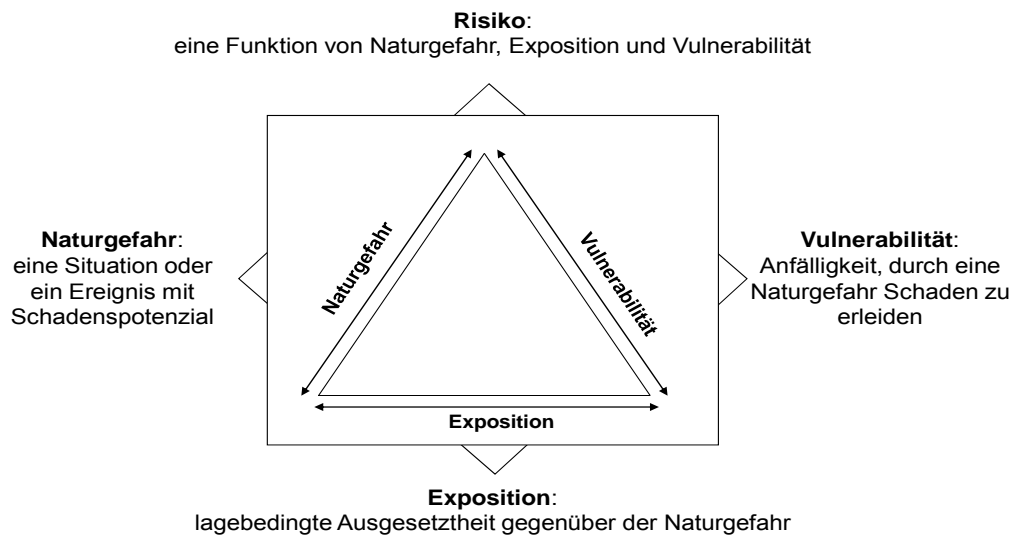 Risiko:
eine Funktion von Naturgefahr, Exposition und Vulnerabilität
Naturgefahr:
eine Situation oder
ein Ereignis mit
Schadenspotenzial
Naturgefahr
Vulnerabilität
Exposition
Vulnerabilität:
Anfälligkeit, durch eine
Naturgefahr Schaden zu
erleiden
Exposition:
lagebedingte Ausgesetztheit gegenüber der Naturgefahr